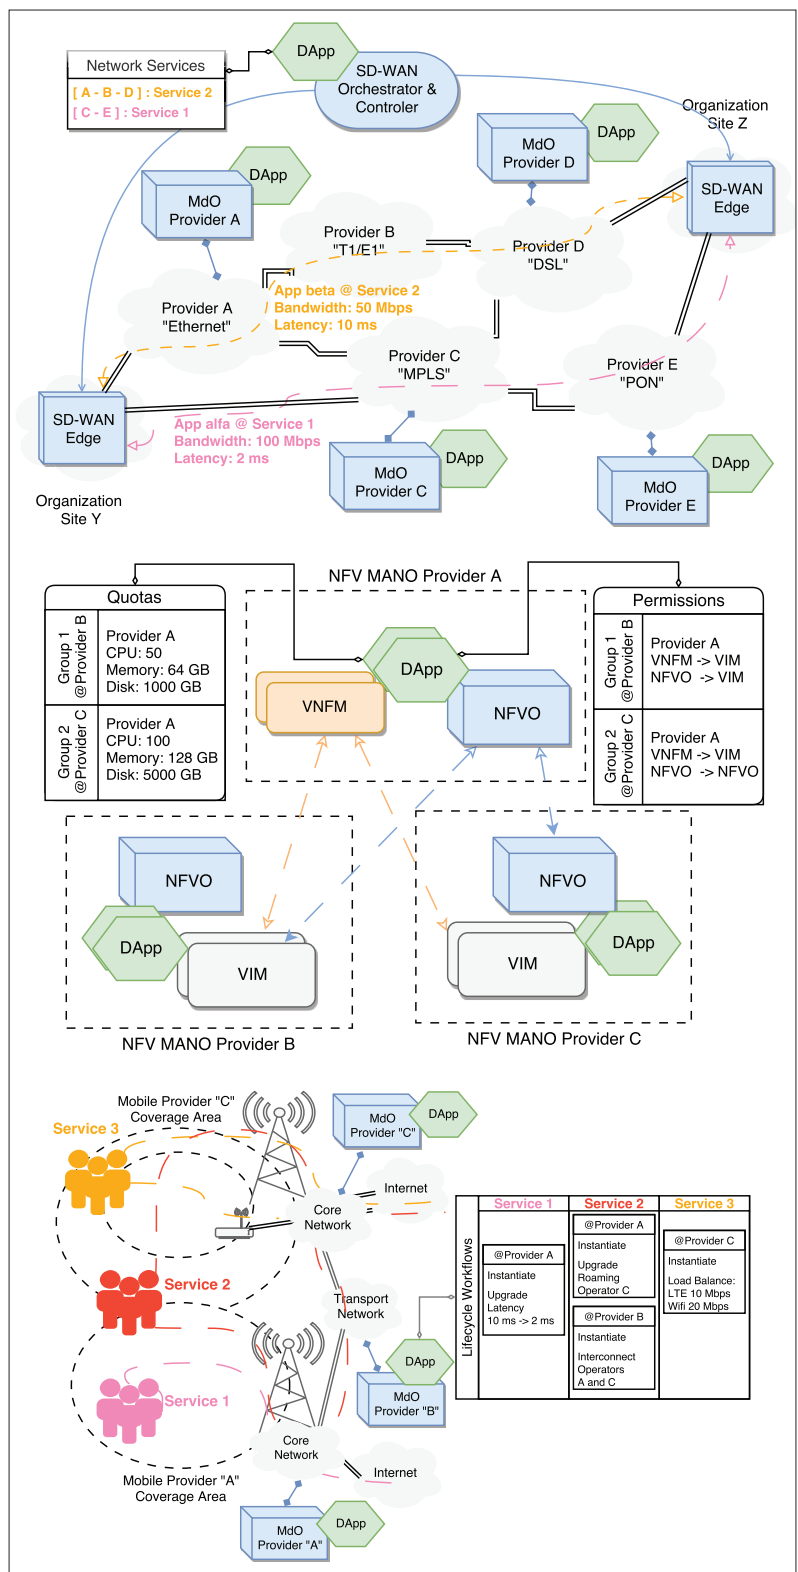 DApp
Network Services
[ A - B - D ] : Service 2
[ C - E ] : Service 1
SD-WAN
Orchestrator &
Controler
Organization
Site Z
MdO
Provider D
DApp
MdO
Provider A
DApp
SD-WAN
Edge
Provider B
"T1/E1"
Provider D
"DSL"
App beta @ Service 2
Bandwidth: 50 Mbps
Latency: 10 ms
Provider A
"Ethernet"
Provider C
"MPLS"
Provider E
"PON"
SD-WAN
Edge
App alfa @ Service 1
Bandwidth: 100 Mbps
Latency: 2 ms
MdO
Provider C
DApp
MdO
Provider E
DApp
Organization
Site Y
NFV MANO Provider A
Quotas
Group 1
@Provider B
Provider A
CPU: 50
Memory: 64 GB
Disk: 1000 GB
Group 2
@Provider C
Provider A
CPU: 100
Memory: 128 GB
Disk: 5000 GB
DApp
VNFM
NFVO
Permissions
Group 1
@Provider B
Provider A
VNFM -> VIM
NFVO -> VIM
Group 2
@Provider C
Provider A
VNFM -> VIM
NFVO -> NFVO
NFVO
DApp
VIM
NFV MANO Provider B
NFVO
DApp
VIM
NFV MANO Provider C
Mobile Provider "C"
Coverage Area
Service 3
MdO
Provider "C"
DApp
Internet
Core
Network
Service 2
Transport
Network
DApp
MdO
Provider "B"
Service 1
Core
Network
Internet
Mobile Provider "A"
Coverage Area
MdO
Provider "A"
DApp
Lifecycle Workflows
Service 1
@Provider A
Instantiate
Upgrade
Latency
10 ms -> 2 ms
Service 2
@Provider A
Instantiate
Upgrade
Roaming
Operator C
@Provider B
Instantiate
Interconnect
Operators
A and C
Service 3
@Provider C
Instantiate
Load Balance:
LTE 10 Mbps
Wifi 20 Mbps